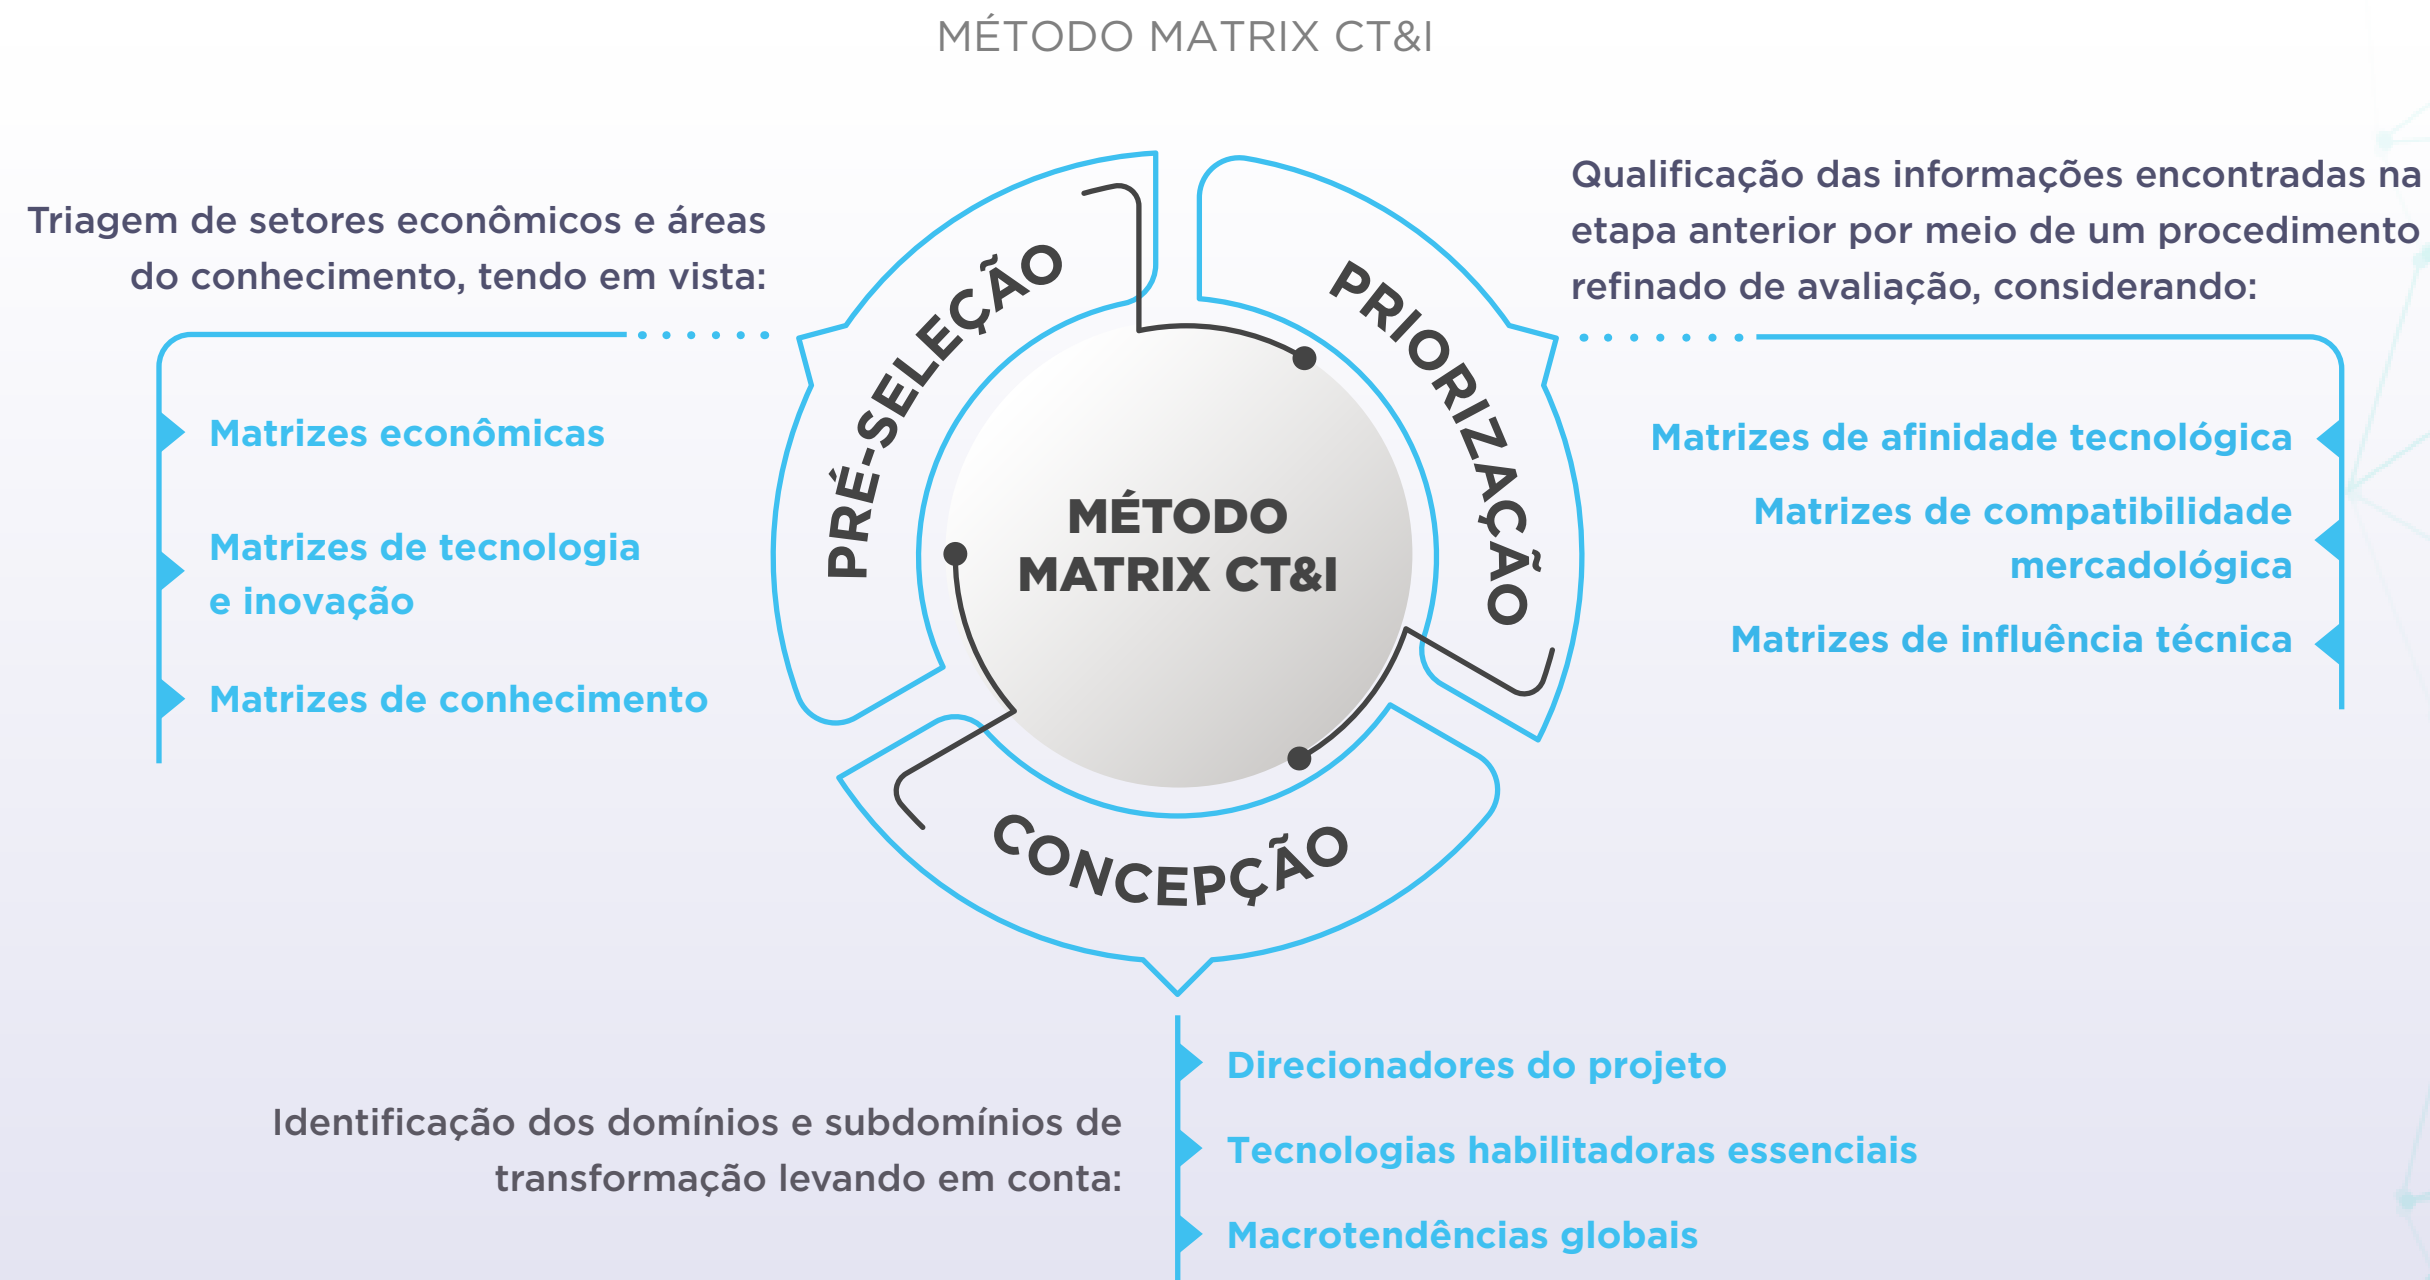 MÉTODO MATRIX CT&I
Triagem de setores econômicos e áreas
do conhecimento, tendo em vista:
Matrizes econômicas
Matrizes de tecnologia
e inovação
Matrizes de conhecimento
PRÉ-SELEÇÃO
MÉTODO
MATRIX CT&I
PRIORIZAÇÃO
Qualificação das informações encontradas na
etapa anterior por meio de um procedimento
refinado de avaliação, considerando:
Matrizes de afinidade tecnológica
Matrizes de compatibilidade
mercadológica
Matrizes de influência técnica
CONCEPÇÃO
Identificação dos domínios e subdomínios de
transformação levando em conta:
Direcionadores do projeto
Tecnologias habilitadoras essenciais
Macrotendências globais